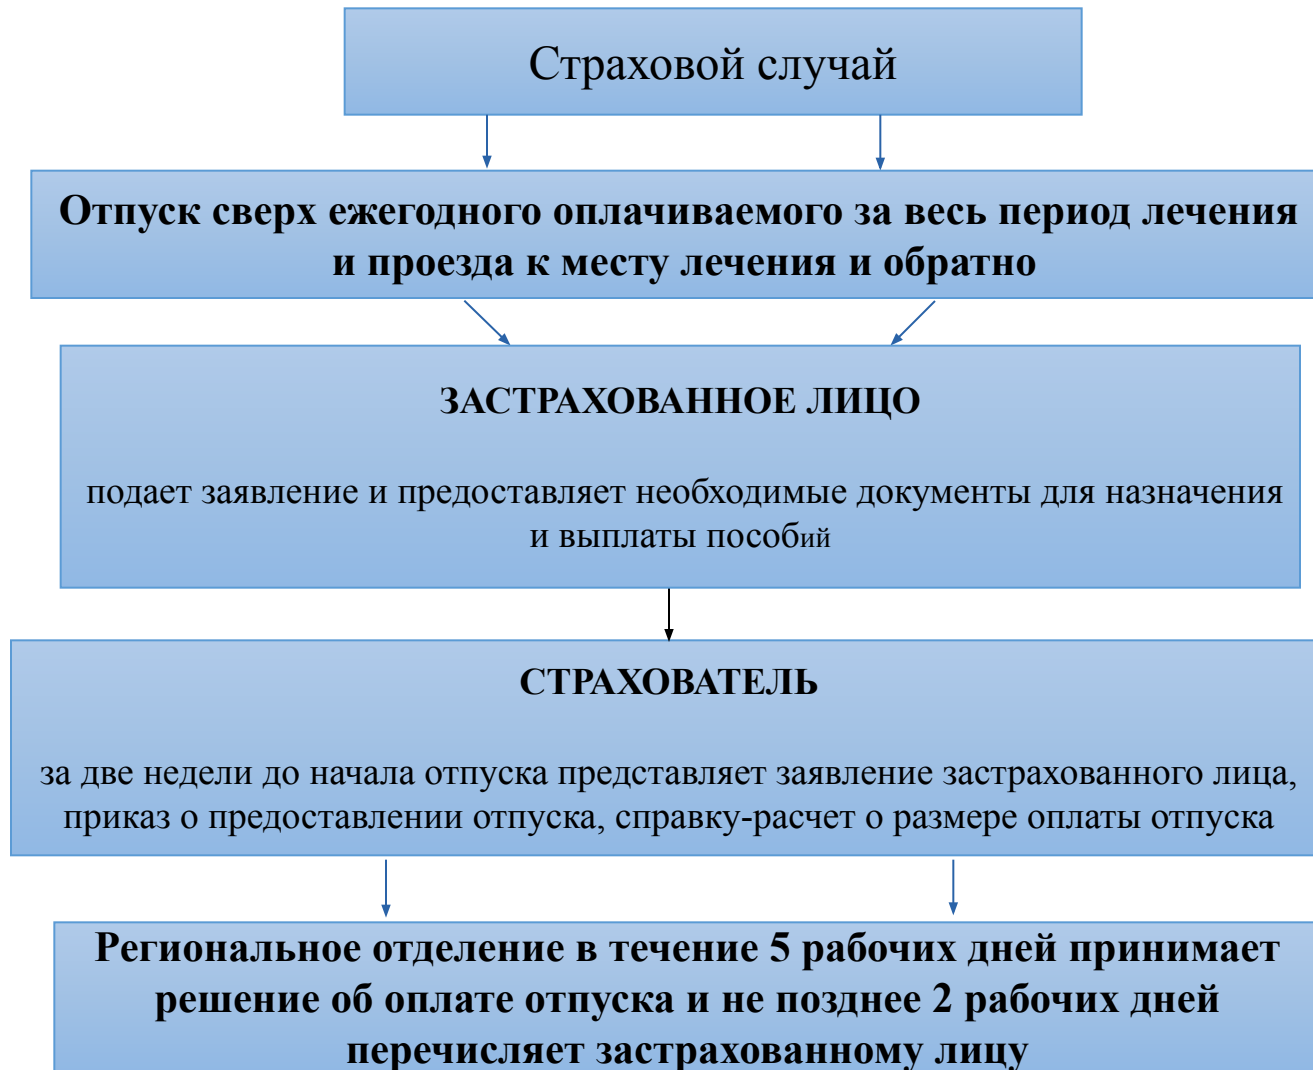 Страховой случай
Отпуск сверх ежегодного оплачиваемого за весь период лечения
и проезда к месту лечения и обратно
ЗАСТРАХОВАННОЕ ЛИЦО
подает заявление и предоставляет необходимые документы для назначения
и выплаты пособий
СТРАХОВАТЕЛЬ
за две недели до начала отпуска представляет заявление застрахованного лица,
приказ о предоставлении отпуска, справку-расчет о размере оплаты отпуска
Региональное отделение в течение 5 рабочих дней принимает
решение об оплате отпуска и не позднее 2 рабочих дней
перечисляет застрахованному лицу